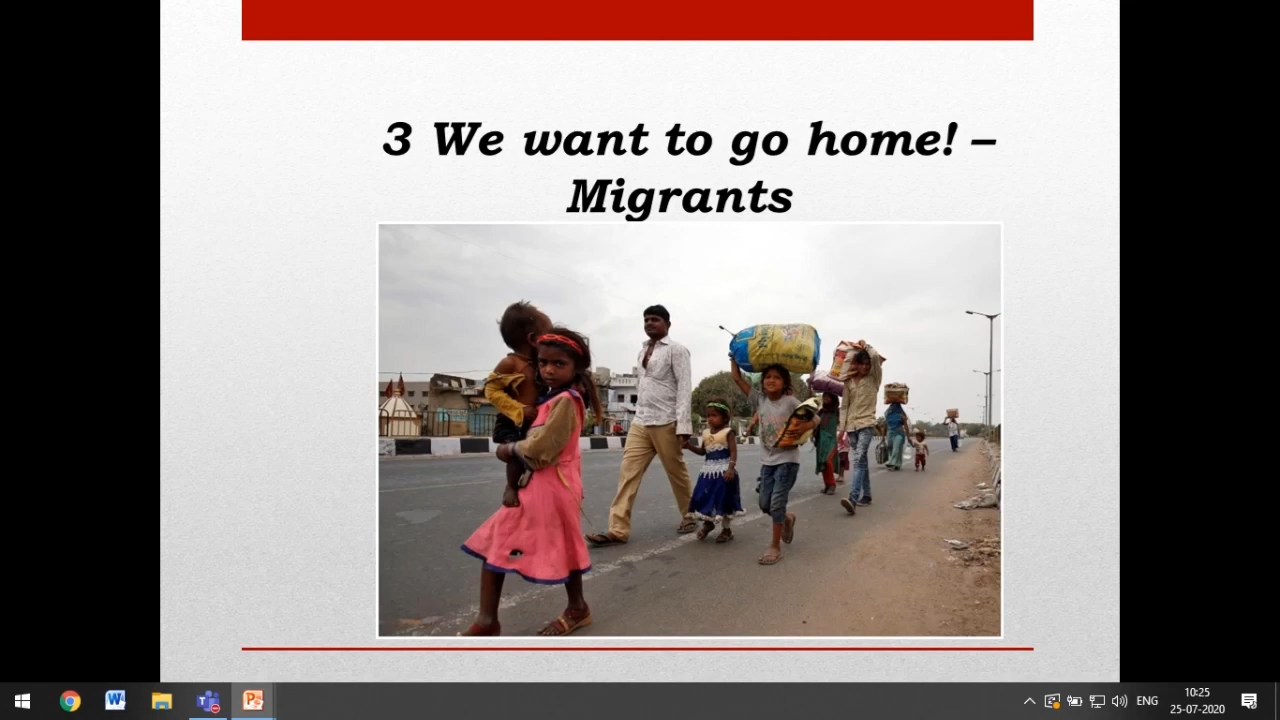 3 We want to go home! –
Migrants
ENG
10:25
25-07-2020